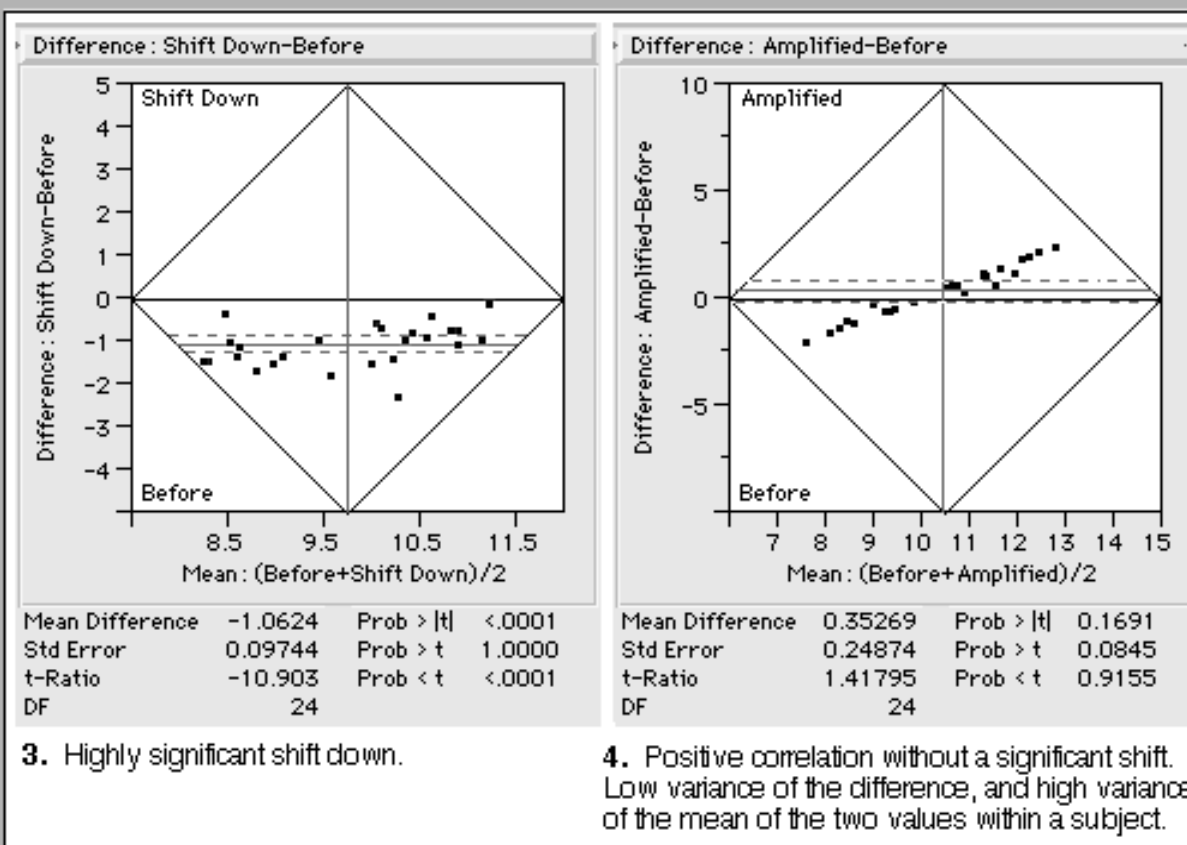 Difference: Shift Down-Before
5
Shift Down
4
3
2
1
0
-1
-2
-3
-4
Before
Difference: Shift Down-Before
8.5 9.5 10.5 11.5
Mean: (Before+Shift Down)/2
Mean Difference -1.0624 Prob > |t| <.0001
Std Error 0.09744 Prob > t 1.0000
t-Ratio -10.903 Prob < t <.0001
DF 24
3. Highly significant shift down.
Difference: Amplified-Before
10
Amplified
5
0
-5
Before
Difference: Amplified-Before
7 8 9 10 11 12 13 14 15
Mean: (Before+Amplified)/2
Mean Difference 0.35269 Prob > |t| 0.1691
Std Error 0.24874 Prob > t 0.0845
t-Ratio 1.41795 Prob < t 0.9155
DF 24
4. Positive correlation without a significant shift.
Low variance of the difference, and high variance
of the mean of the two values within a subject.